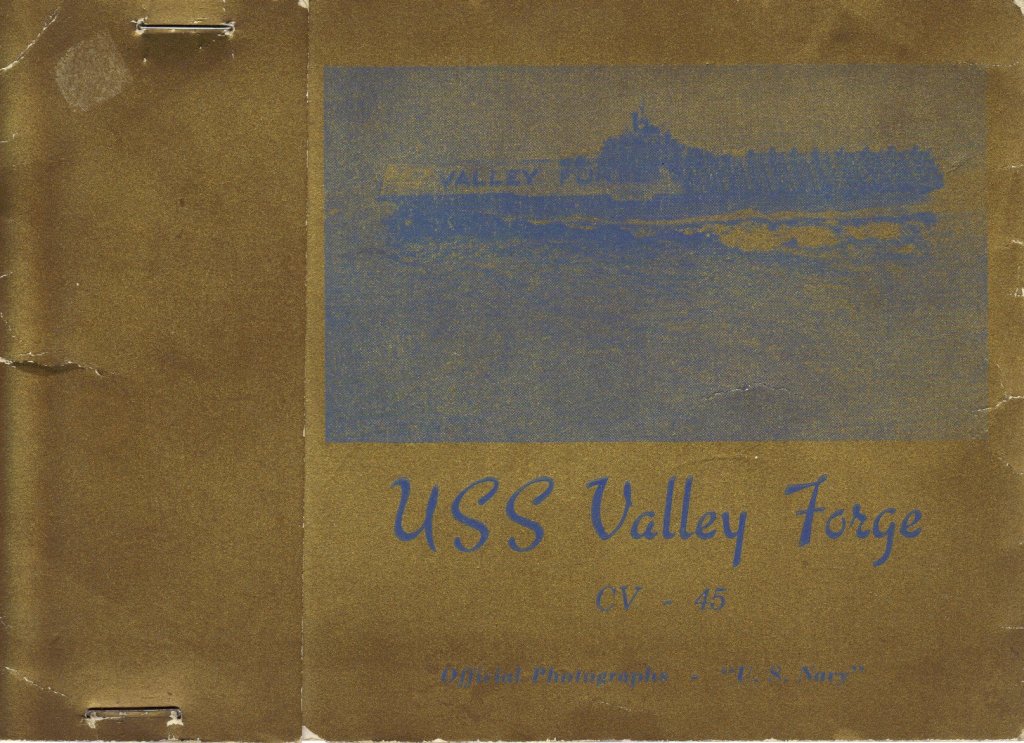 VALLEY FORGE
USS Valley Forge
CV - 45
Official Photographs - "U. S. Navy"